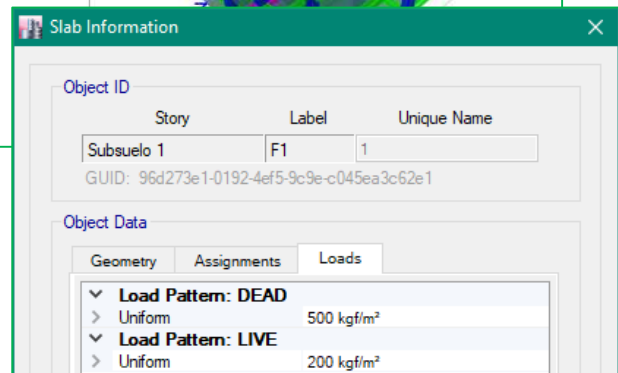 Slab Information
Object ID
Story Label Unique Name
Subsuelo 1 F1 1
GUID: 96d273e1-0192-4ef5-9c9e-c045ea3c62e1
Object Data
Geometry Assignments Loads
Load Pattern: DEAD
Uniform 500 kgf/m²
Load Pattern: LIVE
Uniform 200 kgf/m²